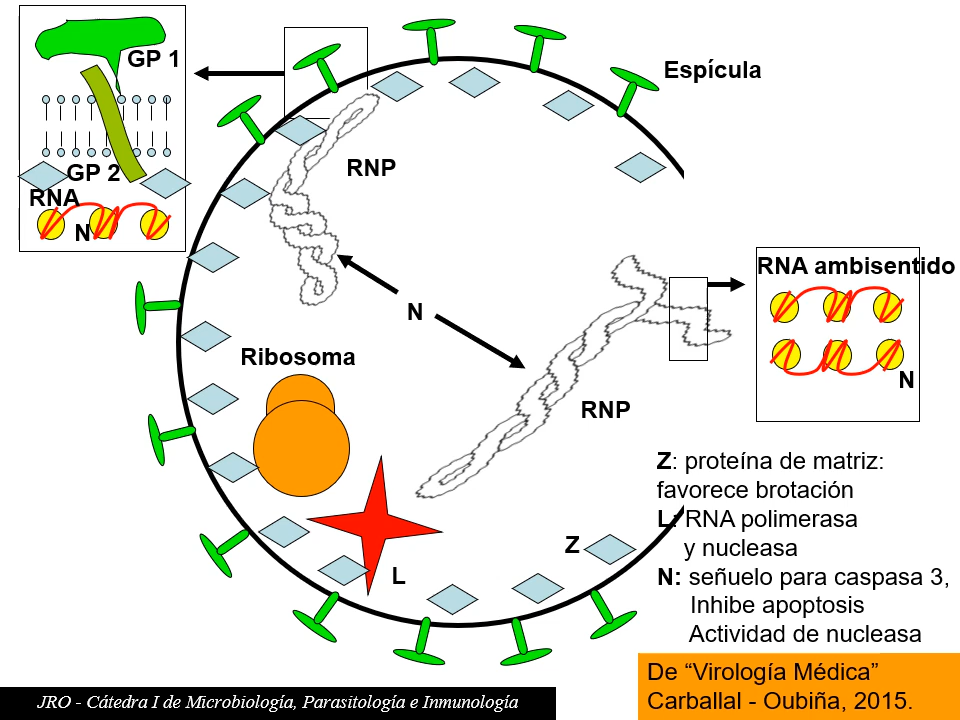 GP 1
GP 2
RNA
N
Espícula
RNP
N
Ribosoma
RNP
L
Z
RNA ambisentido
N
Z: proteína de matriz:
favorece brotación
L: RNA polimerasa
y nucleasa
N: señuelo para caspasa 3,
Inhibe apoptosis
Actividad de nucleasa
De “Virología Médica”
Carballal - Oubiña, 2015.
JRO - Cátedra I de Microbiología, Parasitología e Inmunología